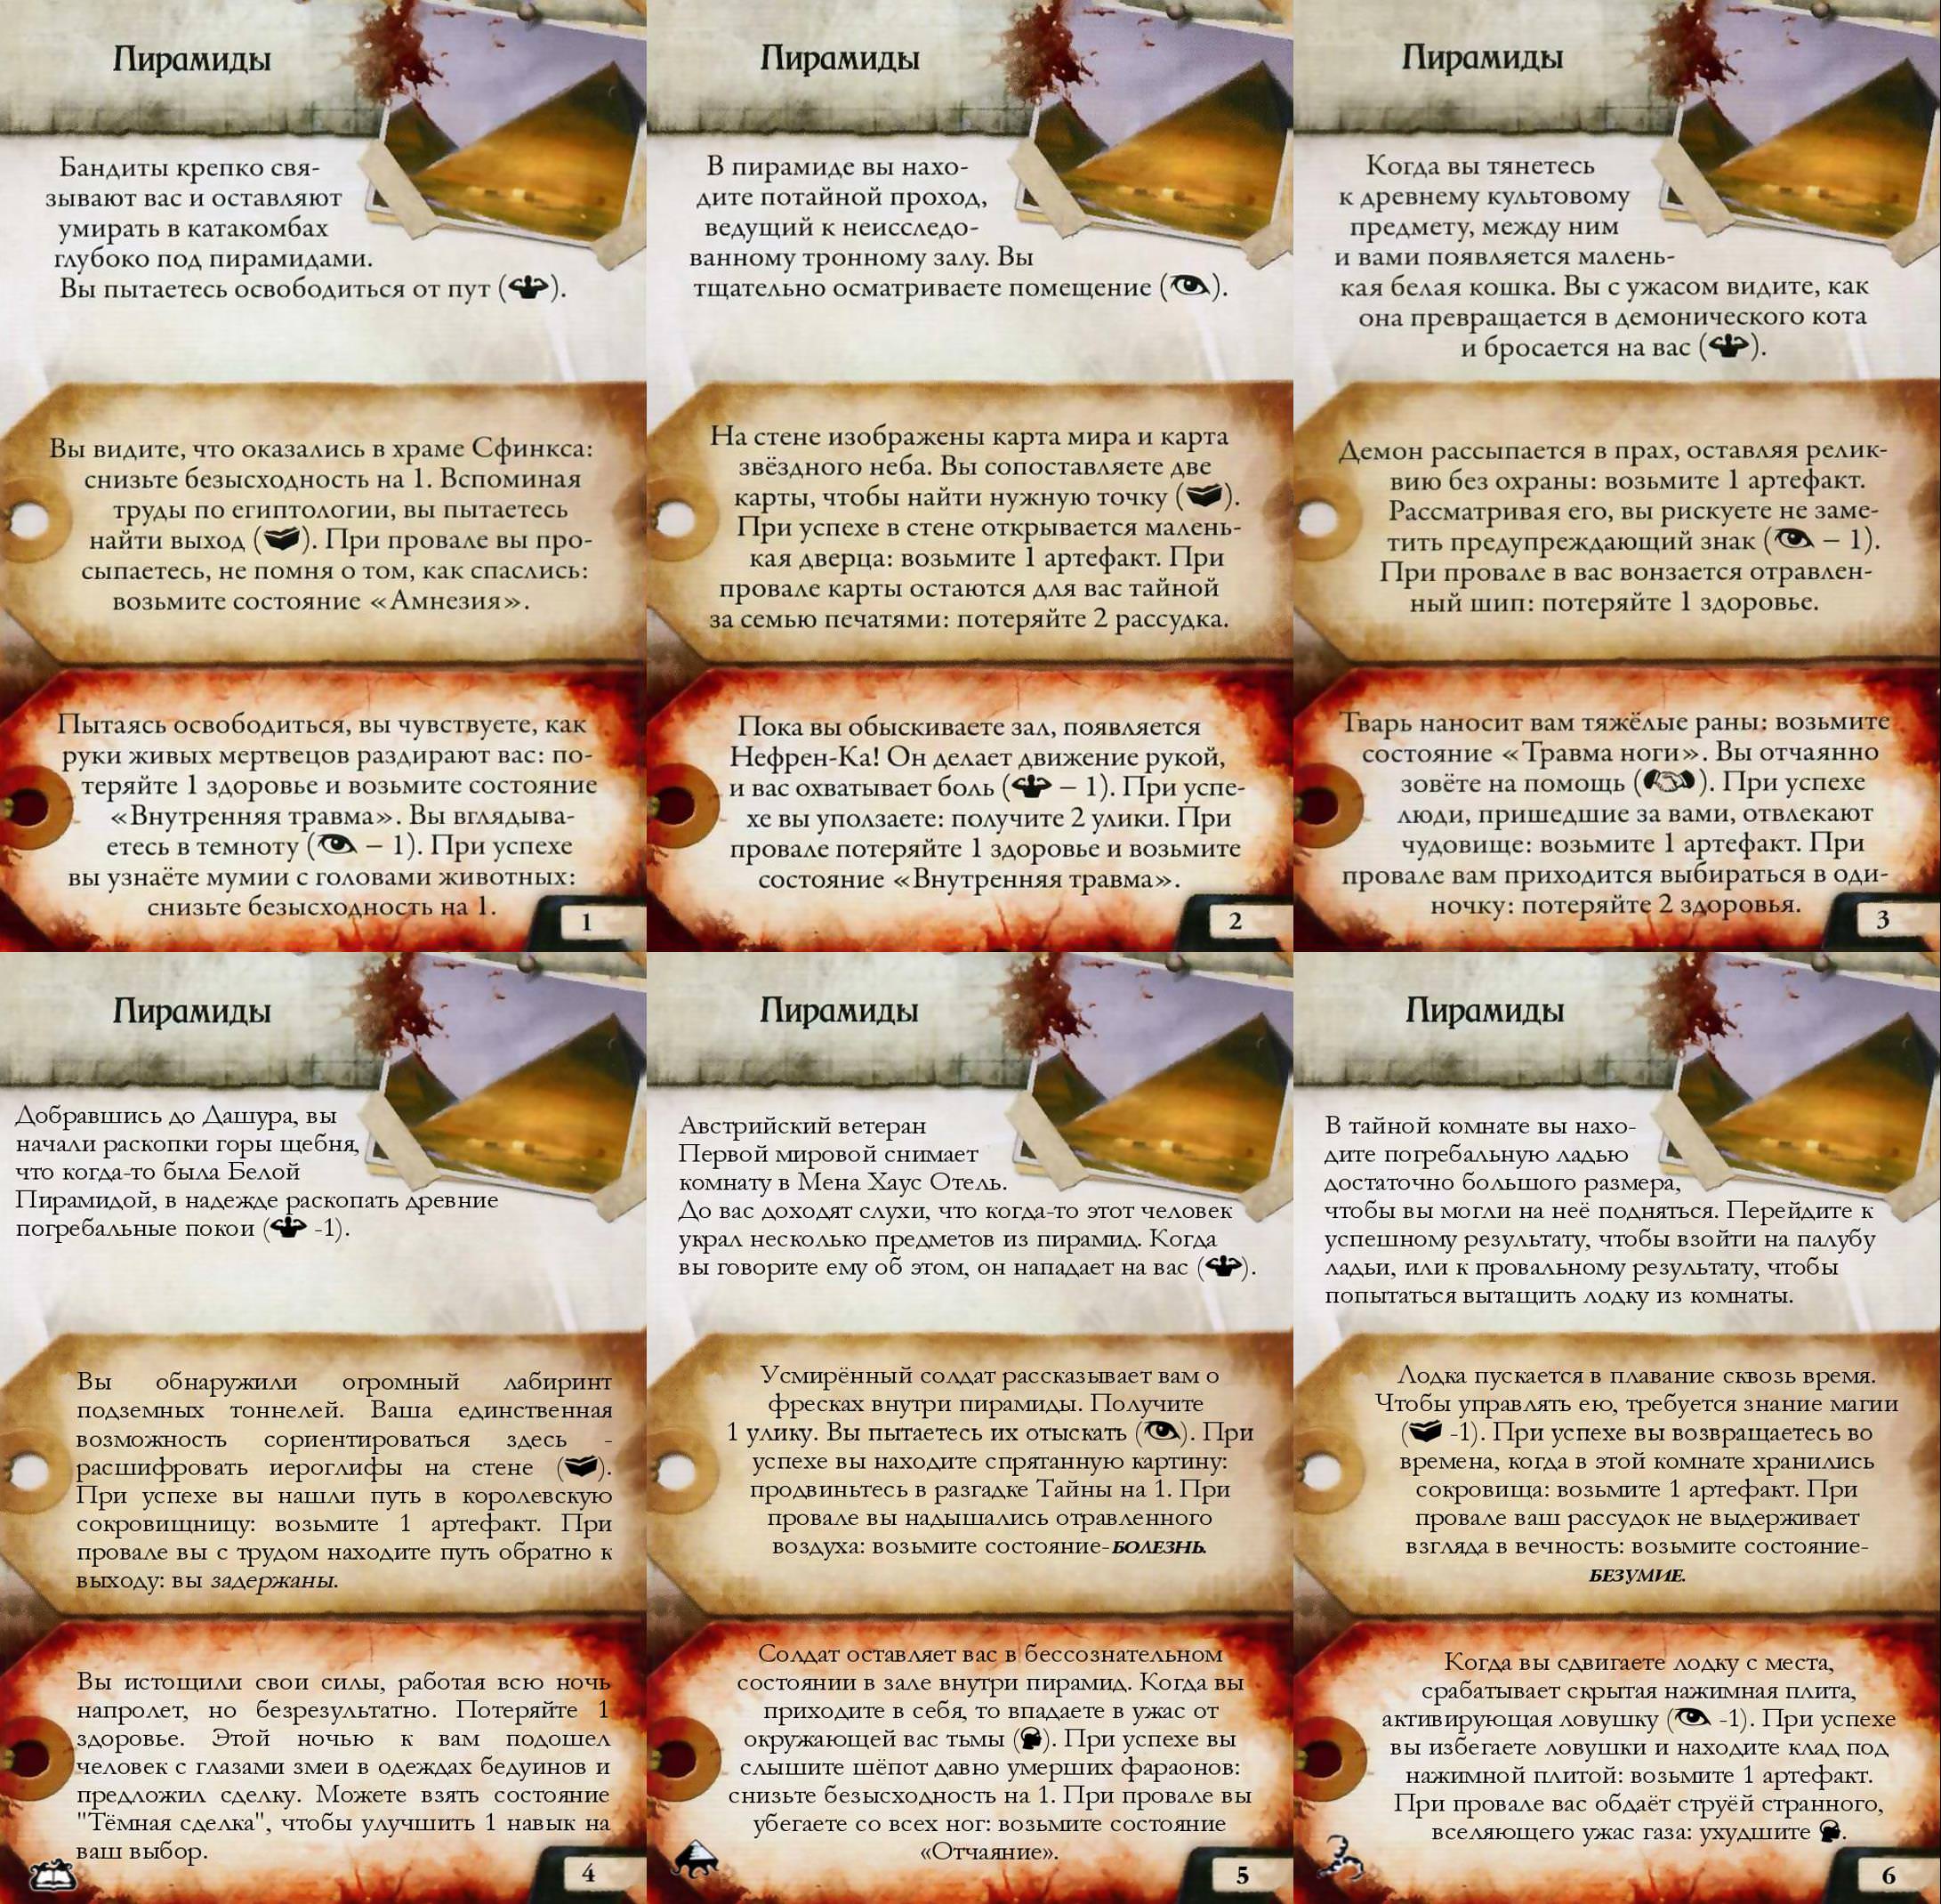 Пирамиды
Бандиты крепко свя-
зывают вас и оставляют
умирать в катакомбах
глубоко под пирамидами.
Вы пытаетесь освободиться от пут ( ).
Вы видите, что оказались в храме Сфинкса:
снизьте безысходность на 1. Вспоминая
труды по египтологии, вы пытаетесь
найти выход ( ). При провале вы про-
сыпаетесь, не помня о том, как спаслись:
возьмите состояние «Амнезия».
Пытаясь освободиться, вы чувствуете, как
руки живых мертвецов раздирают вас: по-
теряйте 1 здоровье и возьмите состояние
«Внутренняя травма». Вы вглядыва-
етесь в темноту ( – 1). При успехе
вы узнаёте мумии с головами животных:
снизьте безысходность на 1.
1
Пирамиды
В пирамиде вы нахо-
дите потайной проход,
ведущий к неисследо-
ванному тронному залу. Вы
тщательно осматриваете помещение ( ).
На стене изображены карта мира и карта
звёздного неба. Вы сопоставляете две
карты, чтобы найти нужную точку ( ).
При успехе в стене открывается малень-
кая дверца: возьмите 1 артефакт. При
провале карты остаются для вас тайной
за семью печатями: потеряйте 2 рассудка.
Пока вы обыскиваете зал, появляется
Нефрен-Ка! Он делает движение рукой,
и вас охватывает боль ( – 1). При успе-
хе вы уползаете: получите 2 улики. При
провале потеряйте 1 здоровье и возьмите
состояние «Внутренняя травма».
2
Пирамиды
Когда вы тянетесь
к древнему культовому
предмету, между ним
и вами появляется малень-
кая белая кошка. Вы с ужасом видите, как
она превращается в демонического кота
и бросается на вас ( ).
Демон рассыпается в прах, оставляя релик-
вию без охраны: возьмите 1 артефакт.
Рассматривая его, вы рискуете не заме-
тить предупреждающий знак ( – 1).
При провале в вас вонзается отравлен-
ный шип: потеряйте 1 здоровье.
Тварь наносит вам тяжёлые раны: возьмите
состояние «Травма ноги». Вы отчаянно
зовёте на помощь ( ). При успехе
люди, пришедшие за вами, отвлекают
чудовище: возьмите 1 артефакт. При
провале вам приходится выбираться в оди-
ночку: потеряйте 2 здоровья.
3
Пирамиды
Добравшись до Дашура, вы
начали раскопки горы щебня,
что когда-то была Белой
Пирамидой, в надежде раскопать древние
погребальные покои ( -1).
Вы обнаружили огромный лабиринт
подземных тоннелей. Ваша единственная
возможность сориентироваться здесь -
расшифровать иероглифы на стене ( ).
При успехе вы нашли путь в королевскую
сокровищницу: возьмите 1 артефакт. При
провале вы с трудом находите путь обратно к
выходу: вы задержаны.
Вы истощили свои силы, работая всю ночь
напролет, но безрезультатно. Потеряйте 1
здоровье. Этой ночью к вам подошел
человек с глазами змеи в одеждах бедуинов и
предложил сделку. Можете взять состояние
"Тёмная сделка", чтобы улучшить 1 навык на
ваш выбор.
4
Пирамиды
Австрийский ветеран
Первой мировой снимает
комнату в Мена Хаус Отель.
До вас доходят слухи, что когда-то этот человек
украл несколько предметов из пирамид. Когда
вы говорите ему об этом, он нападает на вас ( ).
Усмирённый солдат рассказывает вам о
фресках внутри пирамиды. Получите
1 улику. Вы пытаетесь их отыскать ( ). При
успехе вы находите спрятанную картину:
продвиньтесь в разгадке Тайны на 1. При
провале вы надышались отравленного
воздуха: возьмите состояние-БОЛЕЗНЬ.
Солдат оставляет вас в бессознательном
состоянии в зале внутри пирамид. Когда вы
приходите в себя, то впадаете в ужас от
окружающей вас тьмы ( ). При успехе вы
слышите шёпот давно умерших фараонов:
снизьте безысходность на 1. При провале вы
убегаете со всех ног: возьмите состояние
«Отчаяние».
5
Пирамиды
В тайной комнате вы нахо-
дите погребальную ладью
достаточно большого размера,
чтобы вы могли на неё подняться. Перейдите к
успешному результату, чтобы взойти на палубу
ладьи, или к провальному результату, чтобы
попытаться вытащить лодку из комнаты.
Лодка пускается в плавание сквозь время.
Чтобы управлять ею, требуется знание магии
( -1). При успехе вы возвращаетесь во
времена, когда в этой комнате хранились
сокровища: возьмите 1 артефакт. При
провале ваш рассудок не выдерживает
взгляда в вечность: возьмите состояние-
БЕЗУМИЕ.
Когда вы сдвигаете лодку с места,
срабатывает скрытая нажимная плита,
активирующая ловушку ( -1). При успехе
вы избегаете ловушки и находите клад под
нажимной плитой: возьмите 1 артефакт.
При провале вас обдаёт струёй странного,
вселяющего ужас газа: ухудшите .
6